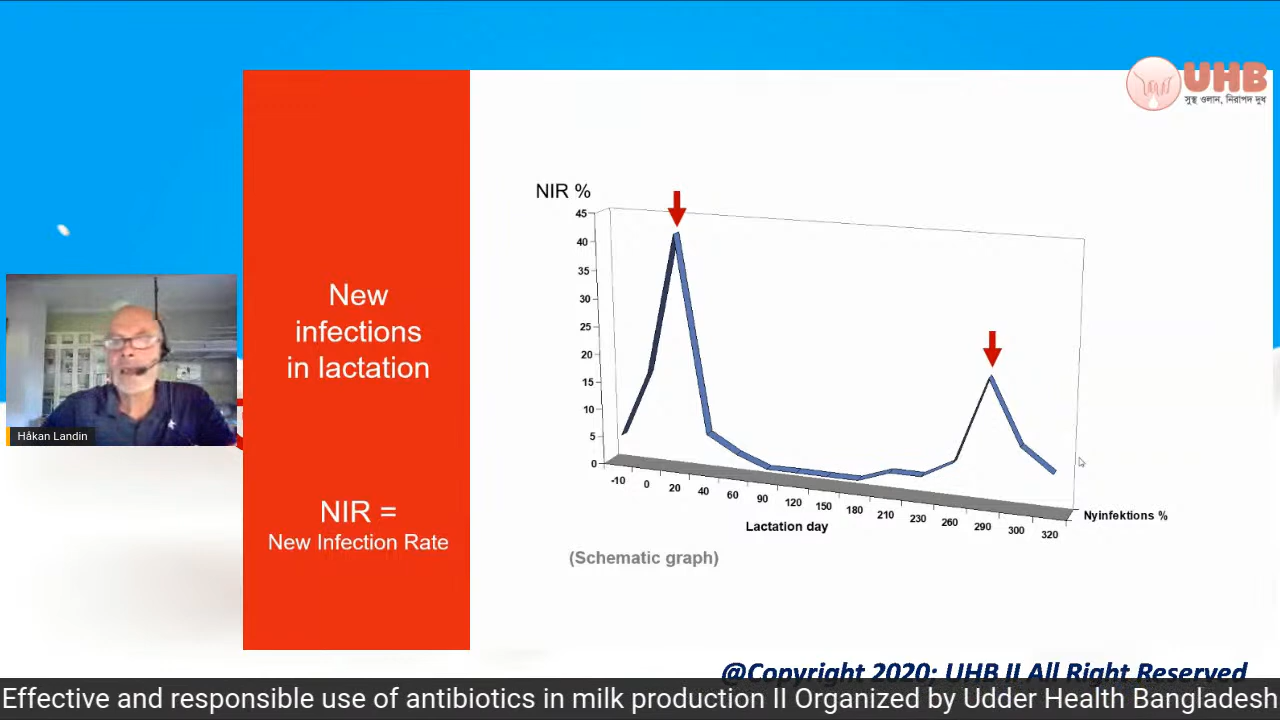 UHB
সুস্থ ওলান, নিরাপদ দুধ
New
infections
in lactation
NIR =
New Infection Rate
NIR %
45
40
35
30
25
20
15
10
5
0
-10 0 20 40 60 90 120 150 180 210 230 260 290 300 320
Lactation day
Nyinfektions %
(Schematic graph)
Håkan Landin
@Copyright 2020; UHB II All Right Reserved
Effective and responsible use of antibiotics in milk production II Organized by Udder Health Bangladesh